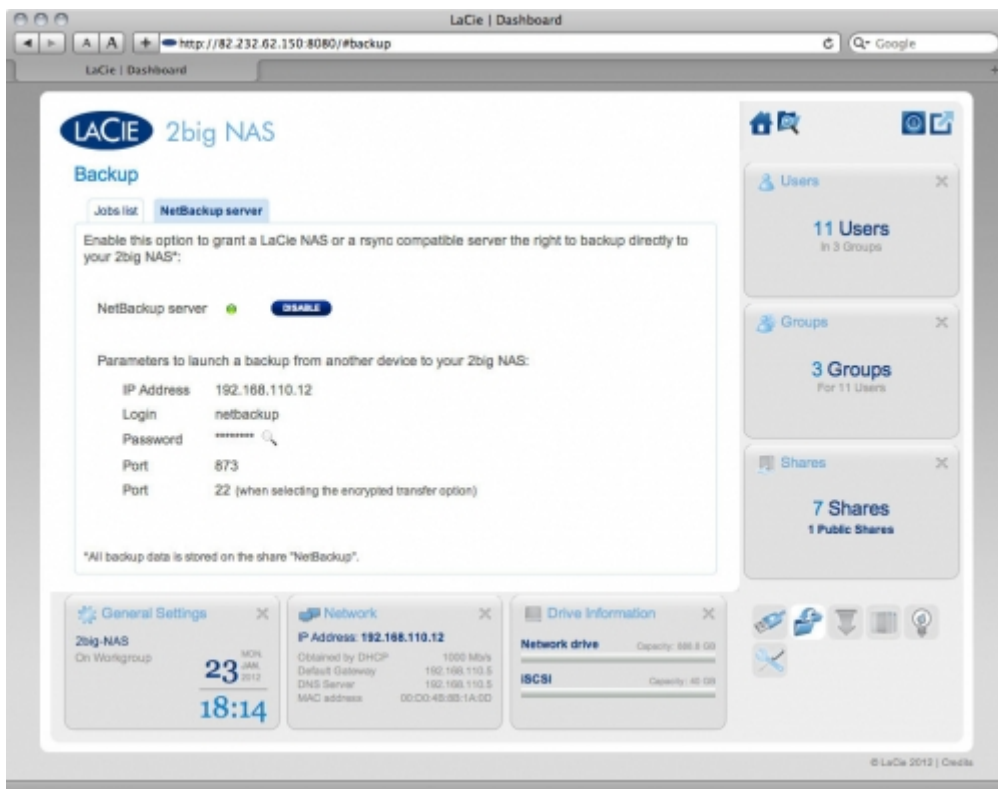 LaCie | Dashboard
A A + http://82.232.62.150:8080/#backup
Google
LaCie | Dashboard
LACIE 2big NAS
Backup
Jobs list NetBackup server
Enable this option to grant a LaCie NAS or a rsync compatible server the right to backup directly to
your 2big NAS*:
NetBackup server DISABLE
Parameters to launch a backup from another device to your 2big NAS:
IP Address 192.168.110.12
Login netbackup
Password ********
Port 873
Port 22 (when selecting the encrypted transfer option)
*All backup data is stored on the share "NetBackup".
Users
11 Users
In 3 Groups
Groups
3 Groups
For 11 Users
Shares
7 Shares
1 Public Shares
General Settings
2big-NAS
On Workgroup
MON.
23 JAN.
2012
18:14
Network
IP Address: 192.168.110.12
Obtained by DHCP 1000 Mb/s
Default Gateway 192.168.110.5
DNS Server 192.168.110.5
MAC address
Drive Information
Network drive Capacity: GB
iSCSI Capacity: 40 GB
© LaCie 2012 | Credits